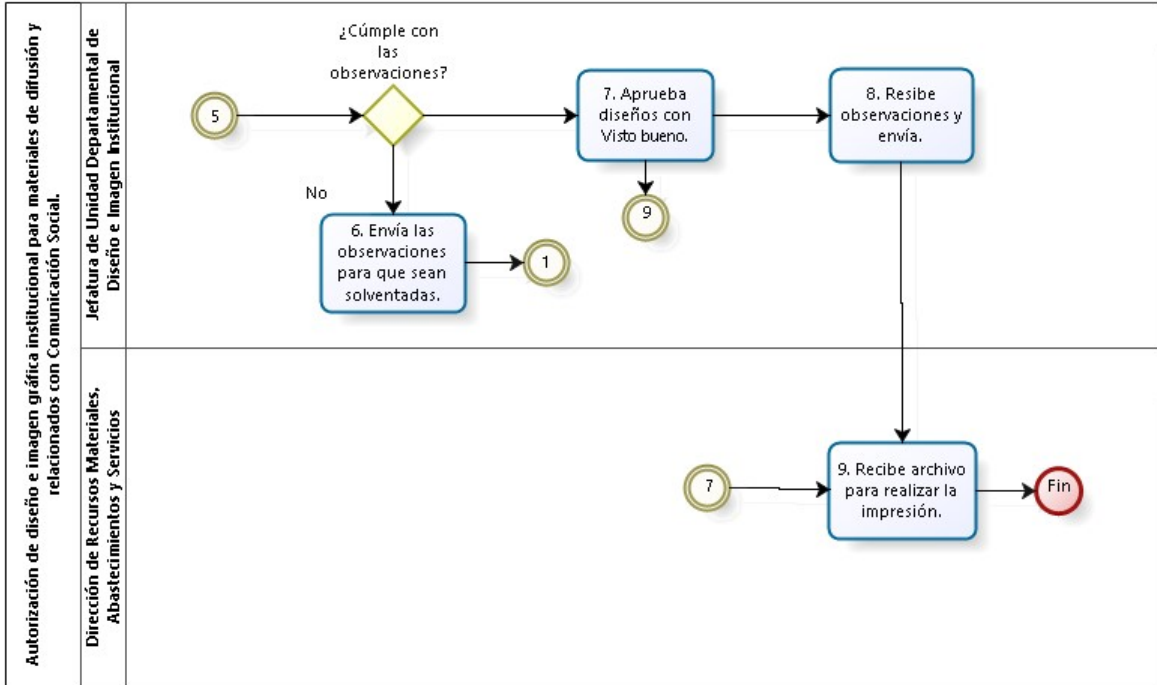 Autorización de diseño e imagen gráfica institucional para materiales de difusión y
relacionados con Comunicación Social.
Jefatura de Unidad Departamental de
Diseño e Imagen Institucional
¿Cúmple con
las
observaciones?
5
7. Aprueba
diseños con
Visto bueno.
8. Resibe
observaciones y
envía.
No
9
6. Envía las
observaciones
para que sean
solventadas.
1
Dirección de Recursos Materiales,
Abastecimientos y Servicios
7
9. Recibe archivo
para realizar la
impresión.
Fin